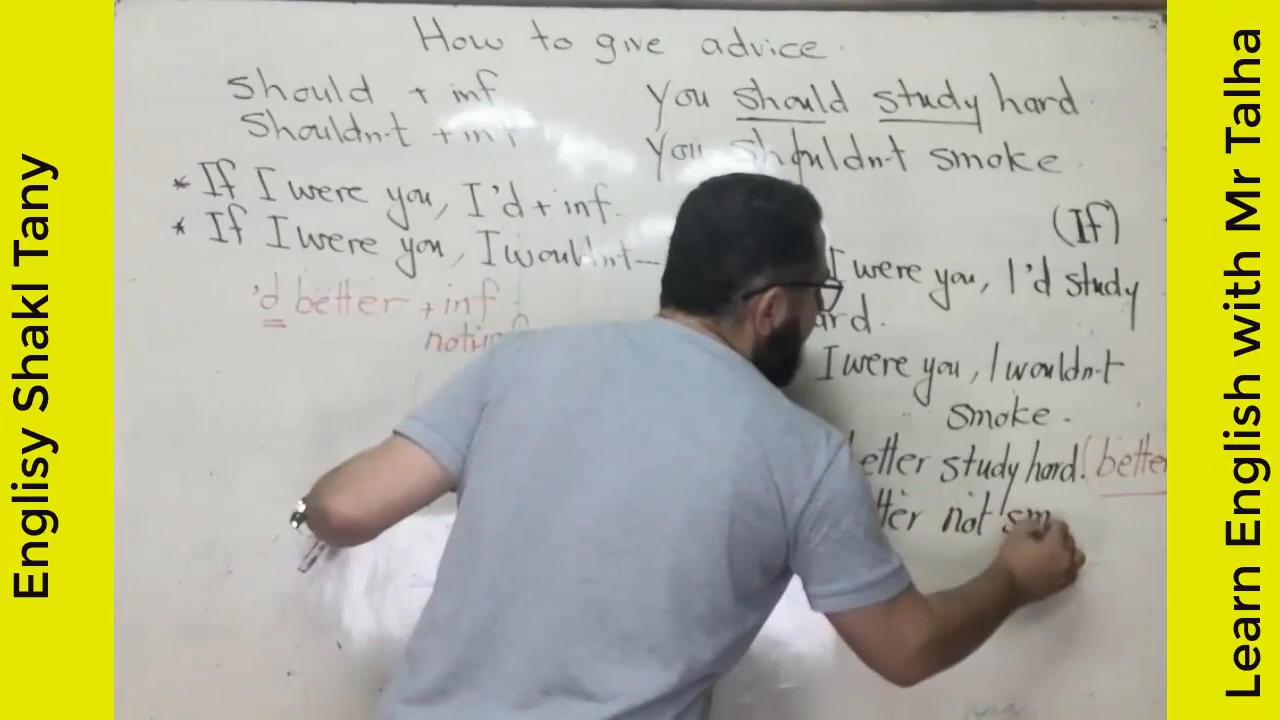 Englisy Shakl Tany
How to give advice.
should + inf
Shouldn't + inf
* If I were you, I'd + inf.
* If I were you, I wouldn't—
'd better + inf
not
You should study hard.
You shouldn't smoke.
(If)
I were you, I'd study
ard.
I were you, I wouldn't
smoke.
etter study hard. (better
tter not sm
Learn English with Mr Talha